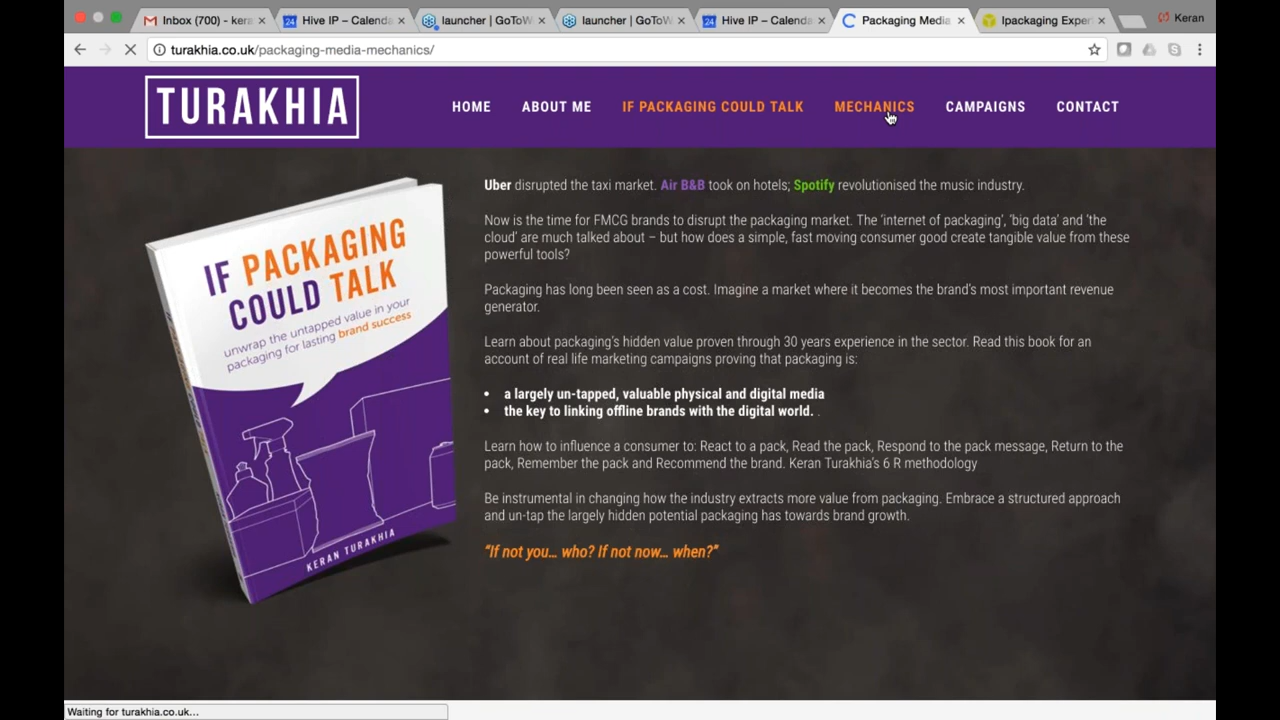 Inbox (700) - kera
Hive IP – Calenda
launcher | GoToW
launcher | GoToW
Hive IP – Calenda
Packaging Media
Ipackaging Exper
Keran
turakhia.co.uk/packaging-media-mechanics/
TURAKHIA
HOME
ABOUT ME
IF PACKAGING COULD TALK
MECHANICS
CAMPAIGNS
CONTACT
IF PACKAGING
COULD TALK
unwrap the untapped value in your
packaging for lasting brand success
KERAN TURAKHIA
Uber disrupted the taxi market. Air B&B took on hotels; Spotify revolutionised the music industry.
Now is the time for FMCG brands to disrupt the packaging market. The 'internet of packaging', 'big data' and 'the
cloud' are much talked about – but how does a simple, fast moving consumer good create tangible value from these
powerful tools?
Packaging has long been seen as a cost. Imagine a market where it becomes the brand's most important revenue
generator.
Learn about packaging's hidden value proven through 30 years experience in the sector. Read this book for an
account of real life marketing campaigns proving that packaging is:
• a largely un-tapped, valuable physical and digital media
• the key to linking offline brands with the digital world. .
Learn how to influence a consumer to: React to a pack, Read the pack, Respond to the pack message, Return to the
pack, Remember the pack and Recommend the brand. Keran Turakhia's 6 R methodology
Be instrumental in changing how the industry extracts more value from packaging. Embrace a structured approach
and un-tap the largely hidden potential packaging has towards brand growth.
"If not you... who? If not now... when?"
Waiting for turakhia.co.uk...